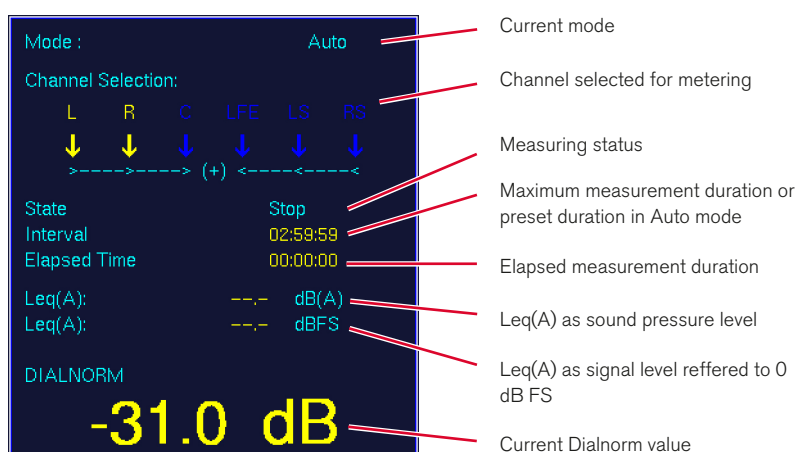 Mode : Auto
Current mode
Channel Selection:
Channel selected for metering
L R C LFE LS RS
>---->----> (+) <----<----<
Measuring status
State Stop
Maximum measurement duration or
preset duration in Auto mode
Interval 02:59:59
Elapsed Time 00:00:00
Elapsed measurement duration
Leq(A): --.- dB(A)
Leq(A) as sound pressure level
Leq(A): --.- dBFS
Leq(A) as signal level reffered to 0
dB FS
DIALNORM
-31.0 dB
Current Dialnorm value